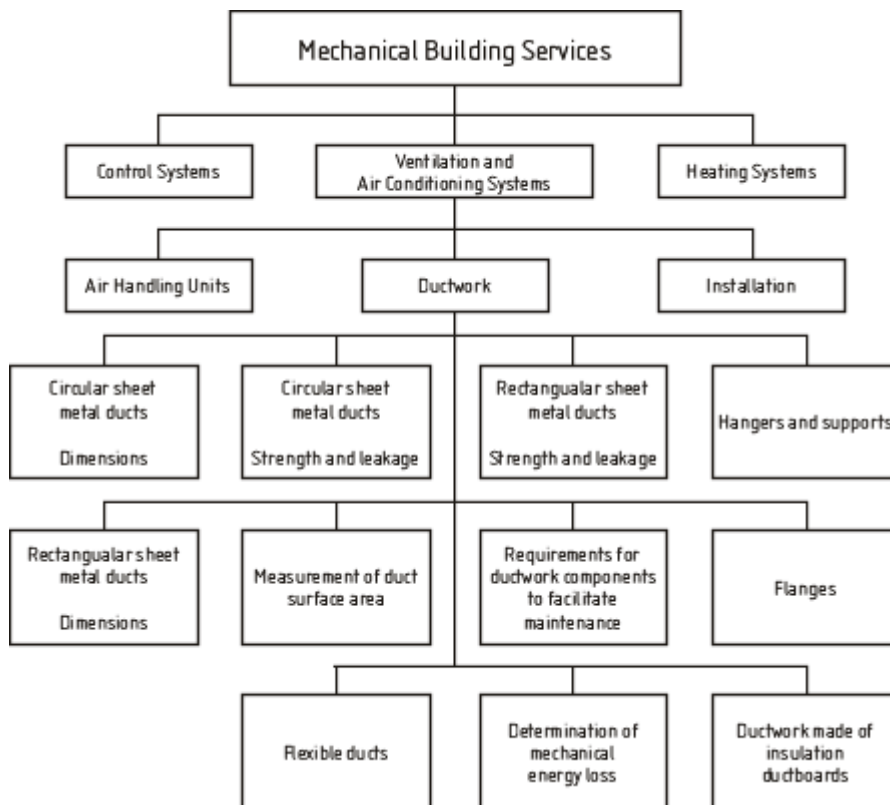 Mechanical Building Services
Control Systems
Ventilation and
Air Conditioning Systems
Heating Systems
Air Handling Units
Ductwork
Installation
Circular sheet
metal ducts
Dimensions
Circular sheet
metal ducts
Strength and leakage
Rectangualar sheet
metal ducts
Strength and leakage
Hangers and supports
Rectangualar sheet
metal ducts
Dimensions
Measurement of duct
surface area
Requirements for
ductwork components
to facilitate
maintenance
Flanges
Flexible ducts
Determination of
mechanical
energy loss
Ductwork made of
insulation
ductboards